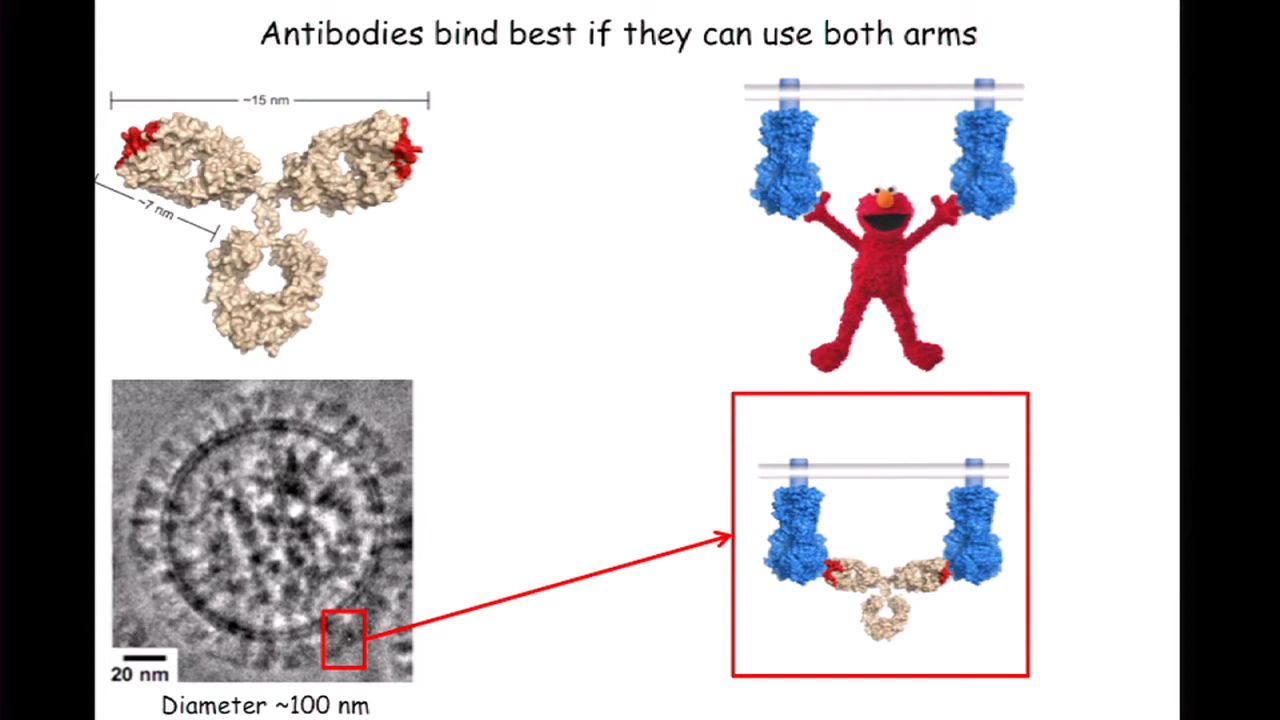 Antibodies bind best if they can use both arms
~15 nm
~7 nm
20 nm
Diameter ~100 nm